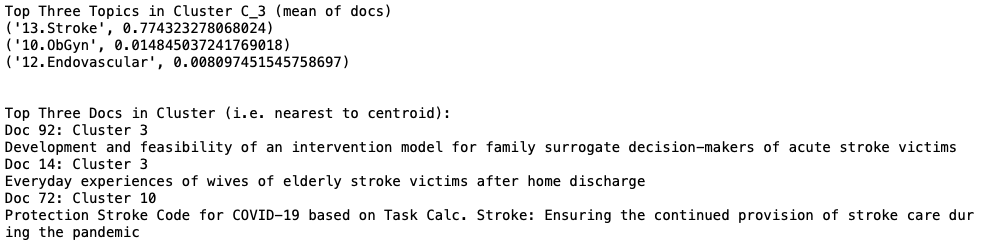 Top Three Topics in Cluster C_3 (mean of docs)
('13.Stroke', 0.774323278068024)
('10.ObGyn', 0.014845037241769018)
('12.Endovascular', 0.008097451545758697)
Top Three Docs in Cluster (i.e. nearest to centroid):
Doc 92: Cluster 3
Development and feasibility of an intervention model for family surrogate decision-makers of acute stroke victims
Doc 14: Cluster 3
Everyday experiences of wives of elderly stroke victims after home discharge
Doc 72: Cluster 10
Protection Stroke Code for COVID-19 based on Task Calc. Stroke: Ensuring the continued provision of stroke care dur
ing the pandemic